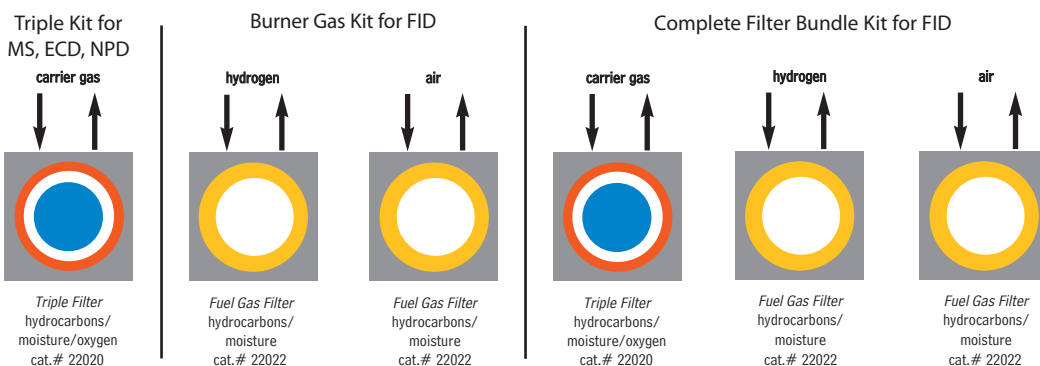 Triple Kit for
MS, ECD, NPD
carrier gas
Triple Filter
hydrocarbons/
moisture/oxygen
cat.# 22020
Burner Gas Kit for FID
hydrogen
Fuel Gas Filter
hydrocarbons/
moisture
cat.# 22022
air
Fuel Gas Filter
hydrocarbons/
moisture
cat.# 22022
Complete Filter Bundle Kit for FID
carrier gas
Triple Filter
hydrocarbons/
moisture/oxygen
cat.# 22020
hydrogen
Fuel Gas Filter
hydrocarbons/
moisture
cat.# 22022
air
Fuel Gas Filter
hydrocarbons/
moisture
cat.# 22022